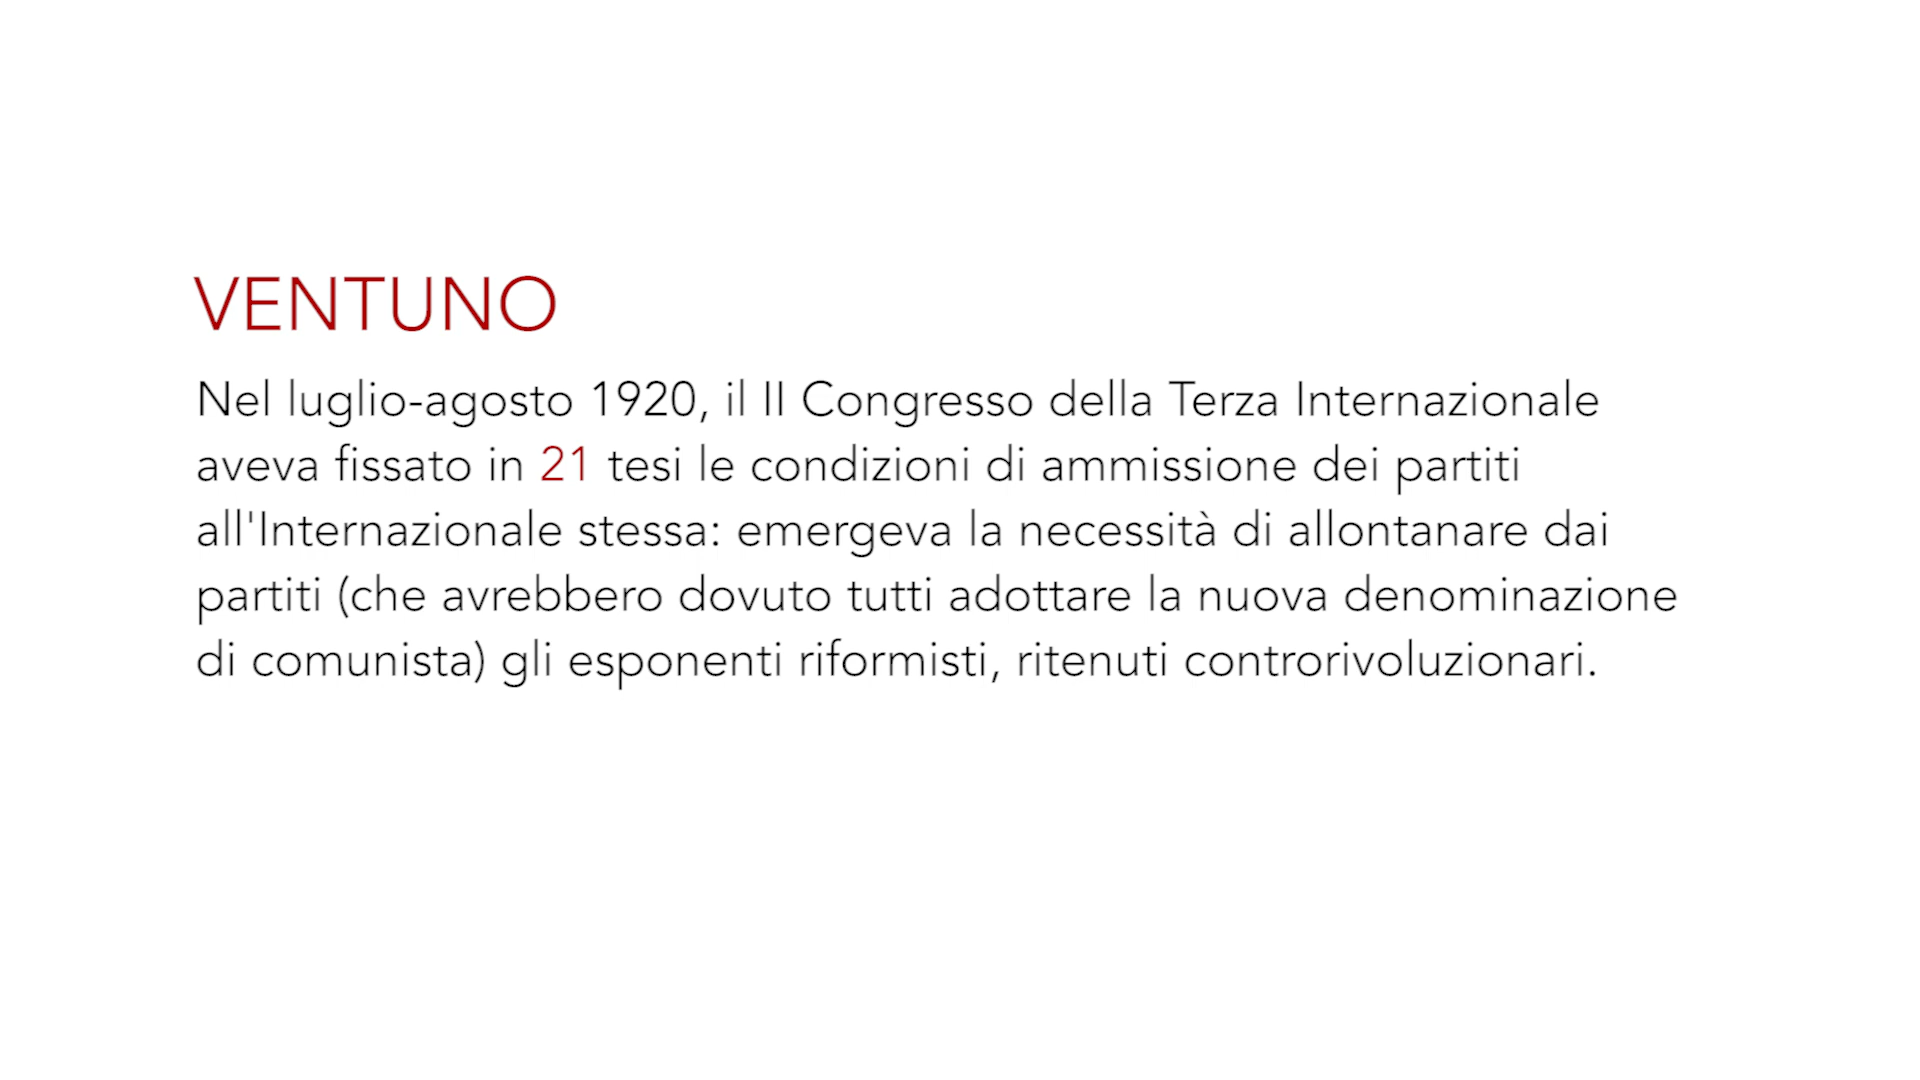 VENTUNO
Nel luglio-agosto 1920, il II Congresso della Terza Internazionale
aveva fissato in 21 tesi le condizioni di ammissione dei partiti
all'Internazionale stessa: emergeva la necessità di allontanare dai
partiti (che avrebbero dovuto tutti adottare la nuova denominazione
di comunista) gli esponenti riformisti, ritenuti controrivoluzionari.